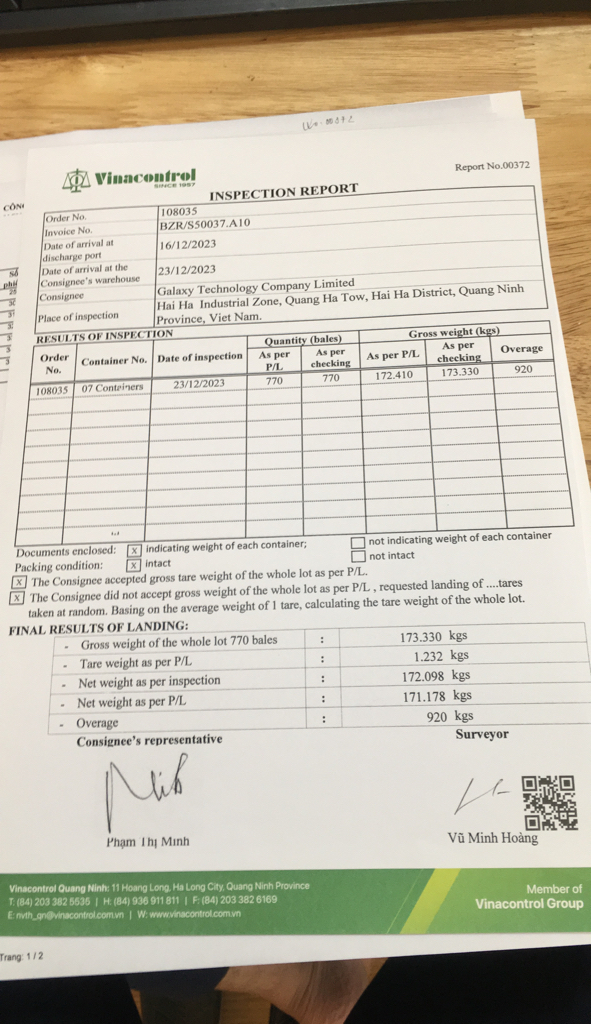 Vinacontrol
SINCE 1957
Report No.00372
INSPECTION REPORT
Order No. 108035
Invoice No. BZR/S50037.A10
Date of arrival at discharge port 16/12/2023
Date of arrival at the Consignee's warehouse 23/12/2023
Consignee Galaxy Technology Company Limited
Place of inspection Hai Ha Industrial Zone, Quang Ha Tow, Hai Ha District, Quang Ninh
Province, Viet Nam.
RESULTS OF INSPECTION
Order No. Container No. Date of inspection Quantity (bales) Gross weight (kgs)
As per P/L As per checking As per P/L As per checking Overage
108035 07 Containers 23/12/2023 770 770 172.410 173.330 920
Documents enclosed: x indicating weight of each container; not indicating weight of each container
Packing condition: x intact not intact
x The Consignee accepted gross tare weight of the whole lot as per P/L.
x The Consignee did not accept gross weight of the whole lot as per P/L , requested landing of ....tares
taken at random. Basing on the average weight of 1 tare, calculating the tare weight of the whole lot.
FINAL RESULTS OF LANDING:
- Gross weight of the whole lot 770 bales : 173.330 kgs
- Tare weight as per P/L : 1.232 kgs
- Net weight as per inspection : 172.098 kgs
- Net weight as per P/L : 171.178 kgs
- Overage : 920 kgs
Consignee's representative Surveyor
Phạm Thị Minh Vũ Minh Hoàng
Vinacontrol Quang Ninh: 11 Hoang Long, Ha Long City, Quang Ninh Province
T: (84) 203 382 5535 | H: (84) 936 911 811 | F: (84) 203 382 6169
E: nvth_qn@vinacontrol.com.vn | W: www.vinacontrol.com.vn
Member of
Vinacontrol Group
Trang: 1 / 2